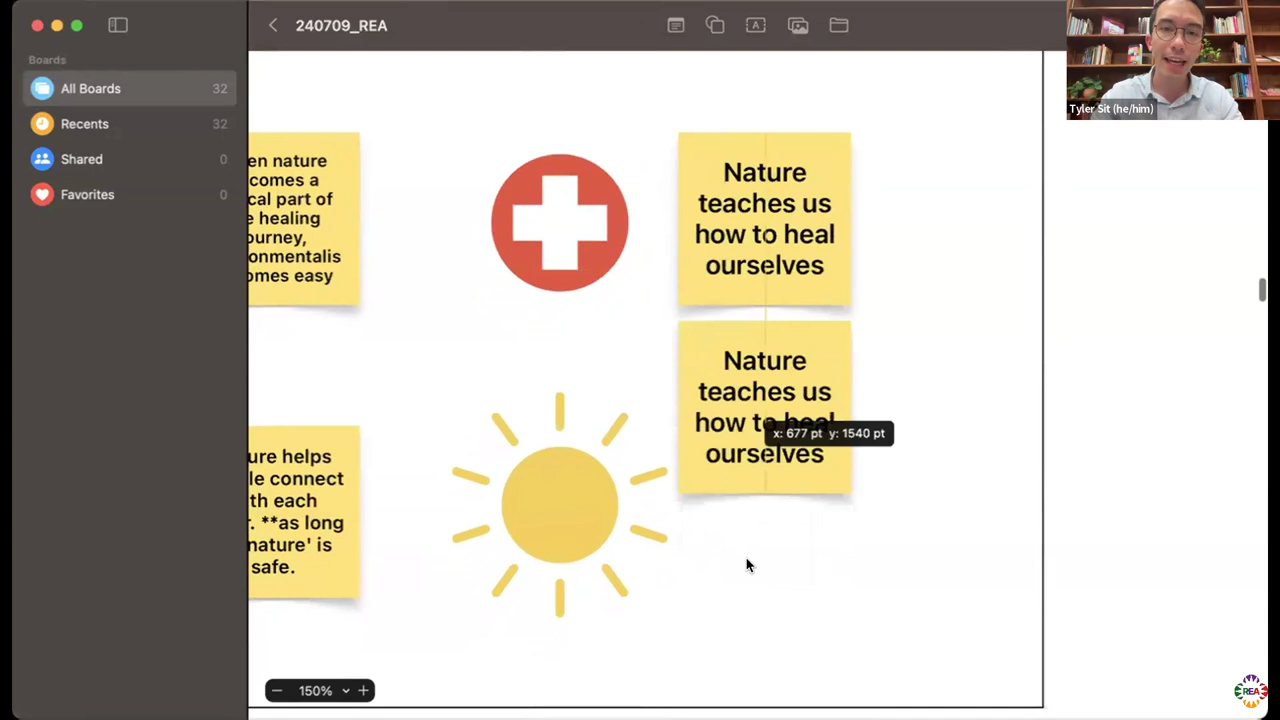 240709_REA
Boards
All Boards 32
Recents 32
Shared 0
Favorites 0
Tyler Sit (he/him)
en nature
comes a
cal part of
e healing
ourney,
onmentalis
omes easy
Nature
teaches us
how to heal
ourselves
Nature
teaches us
how to heal
ourselves
x: 677 pt y: 1540 pt
ure helps
le connect
th each
r. **as long
nature' is
safe.
150%
REA